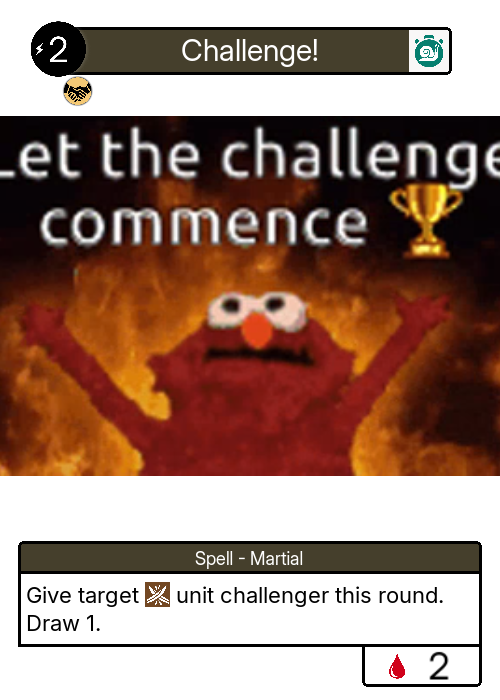 2
Challenge!
Let the challenge
commence
Spell - Martial
Give target unit challenger this round.
Draw 1.
2